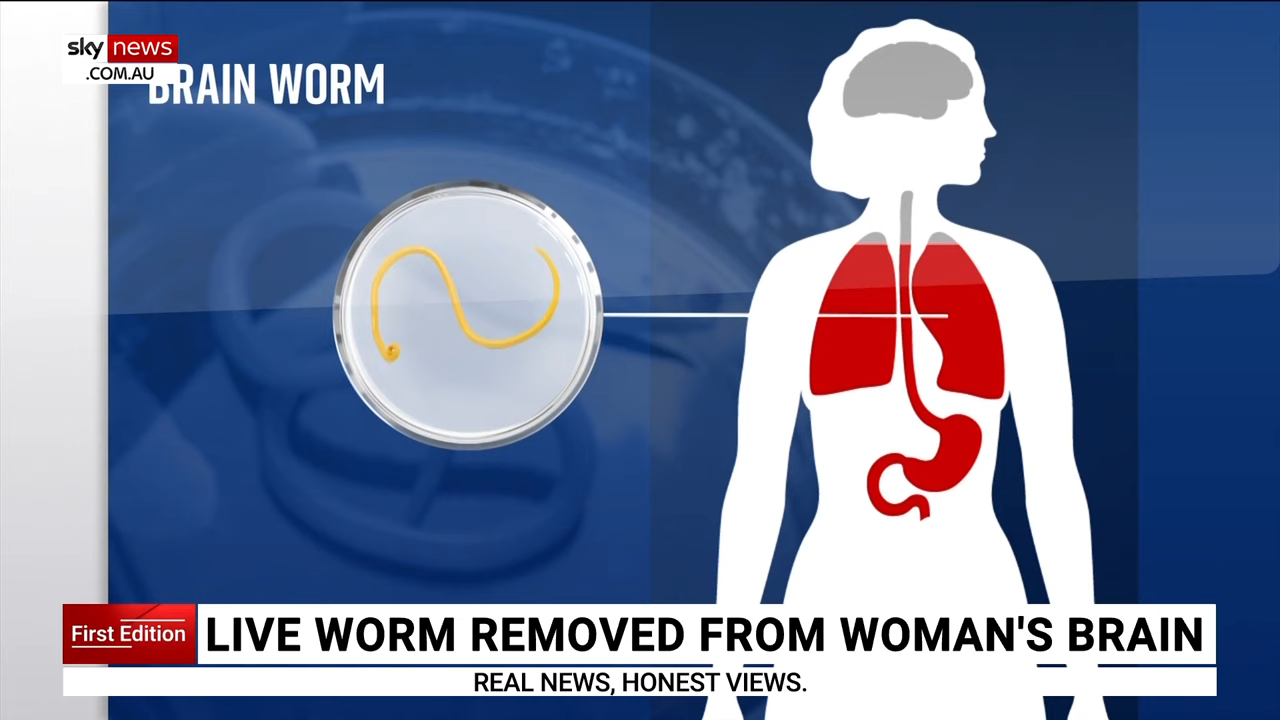 sky news
.COM.AU
BRAIN WORM
First Edition
LIVE WORM REMOVED FROM WOMAN'S BRAIN
REAL NEWS, HONEST VIEWS.